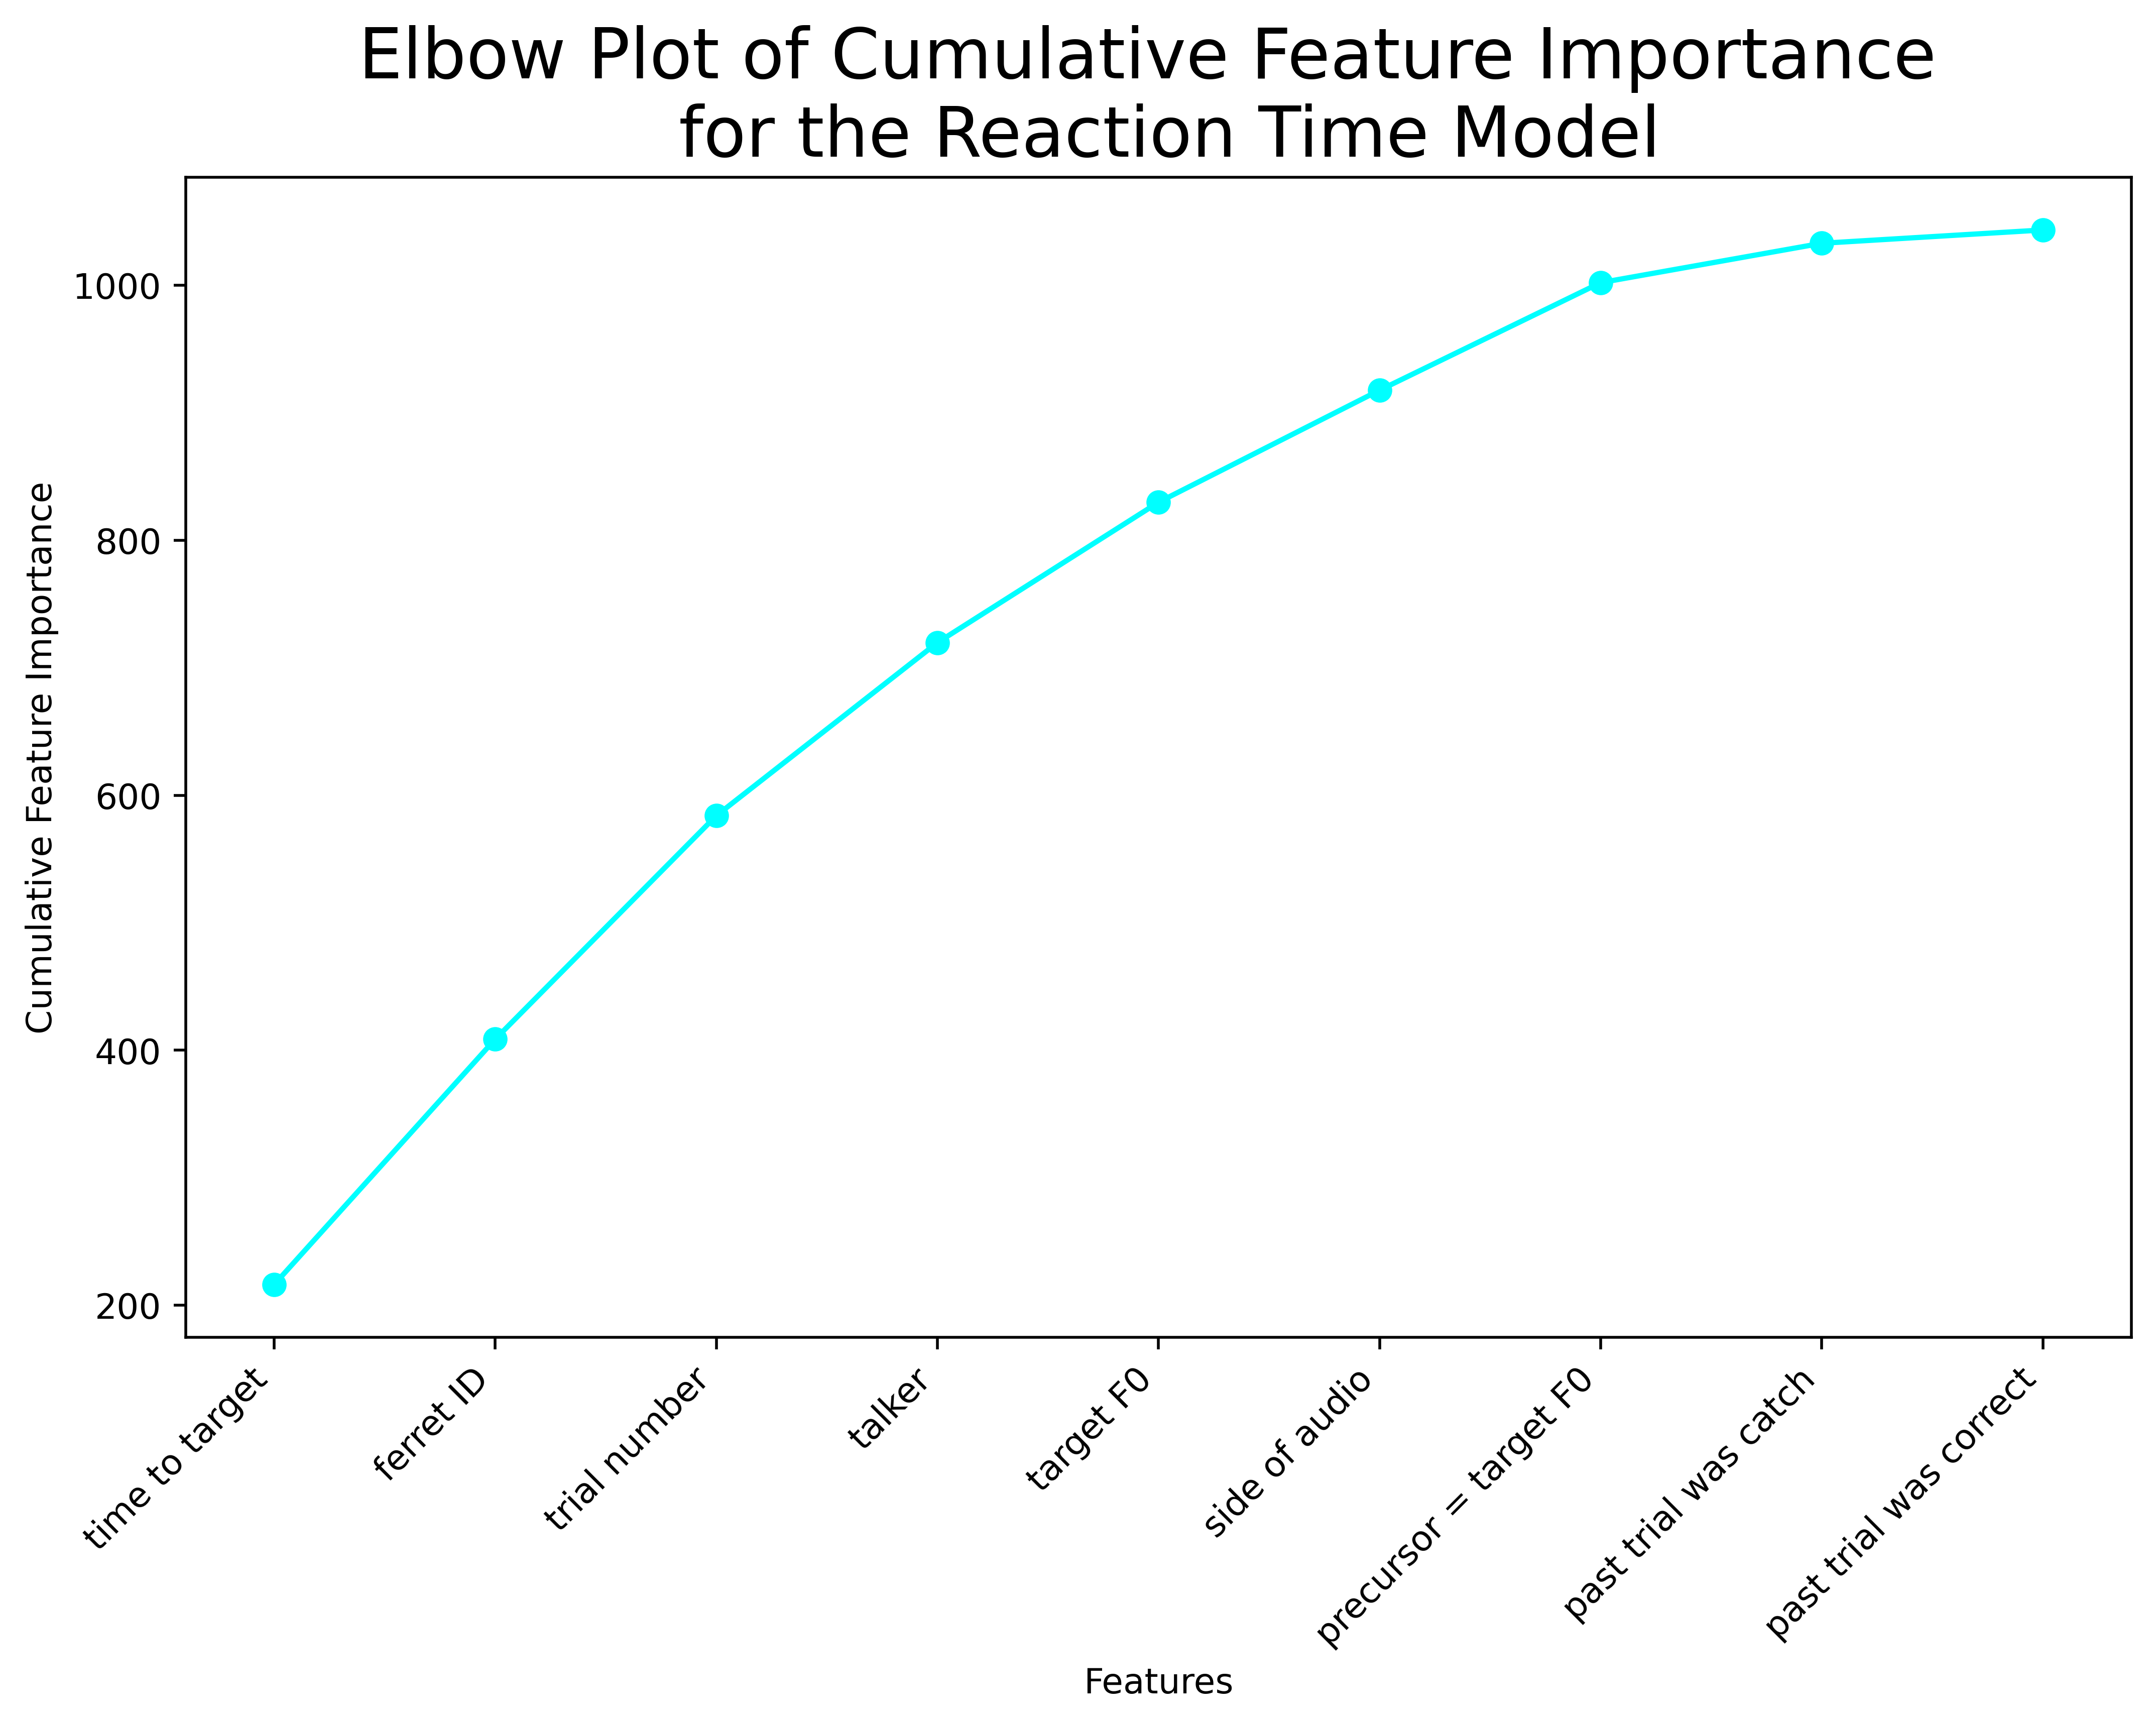 Elbow Plot of Cumulative Feature Importance
for the Reaction Time Model
Cumulative Feature Importance
1000
800
600
400
200
time to target
ferret ID
trial number
talker
target F0
side of audio
precursor = target F0
past trial was catch
past trial was correct
Features